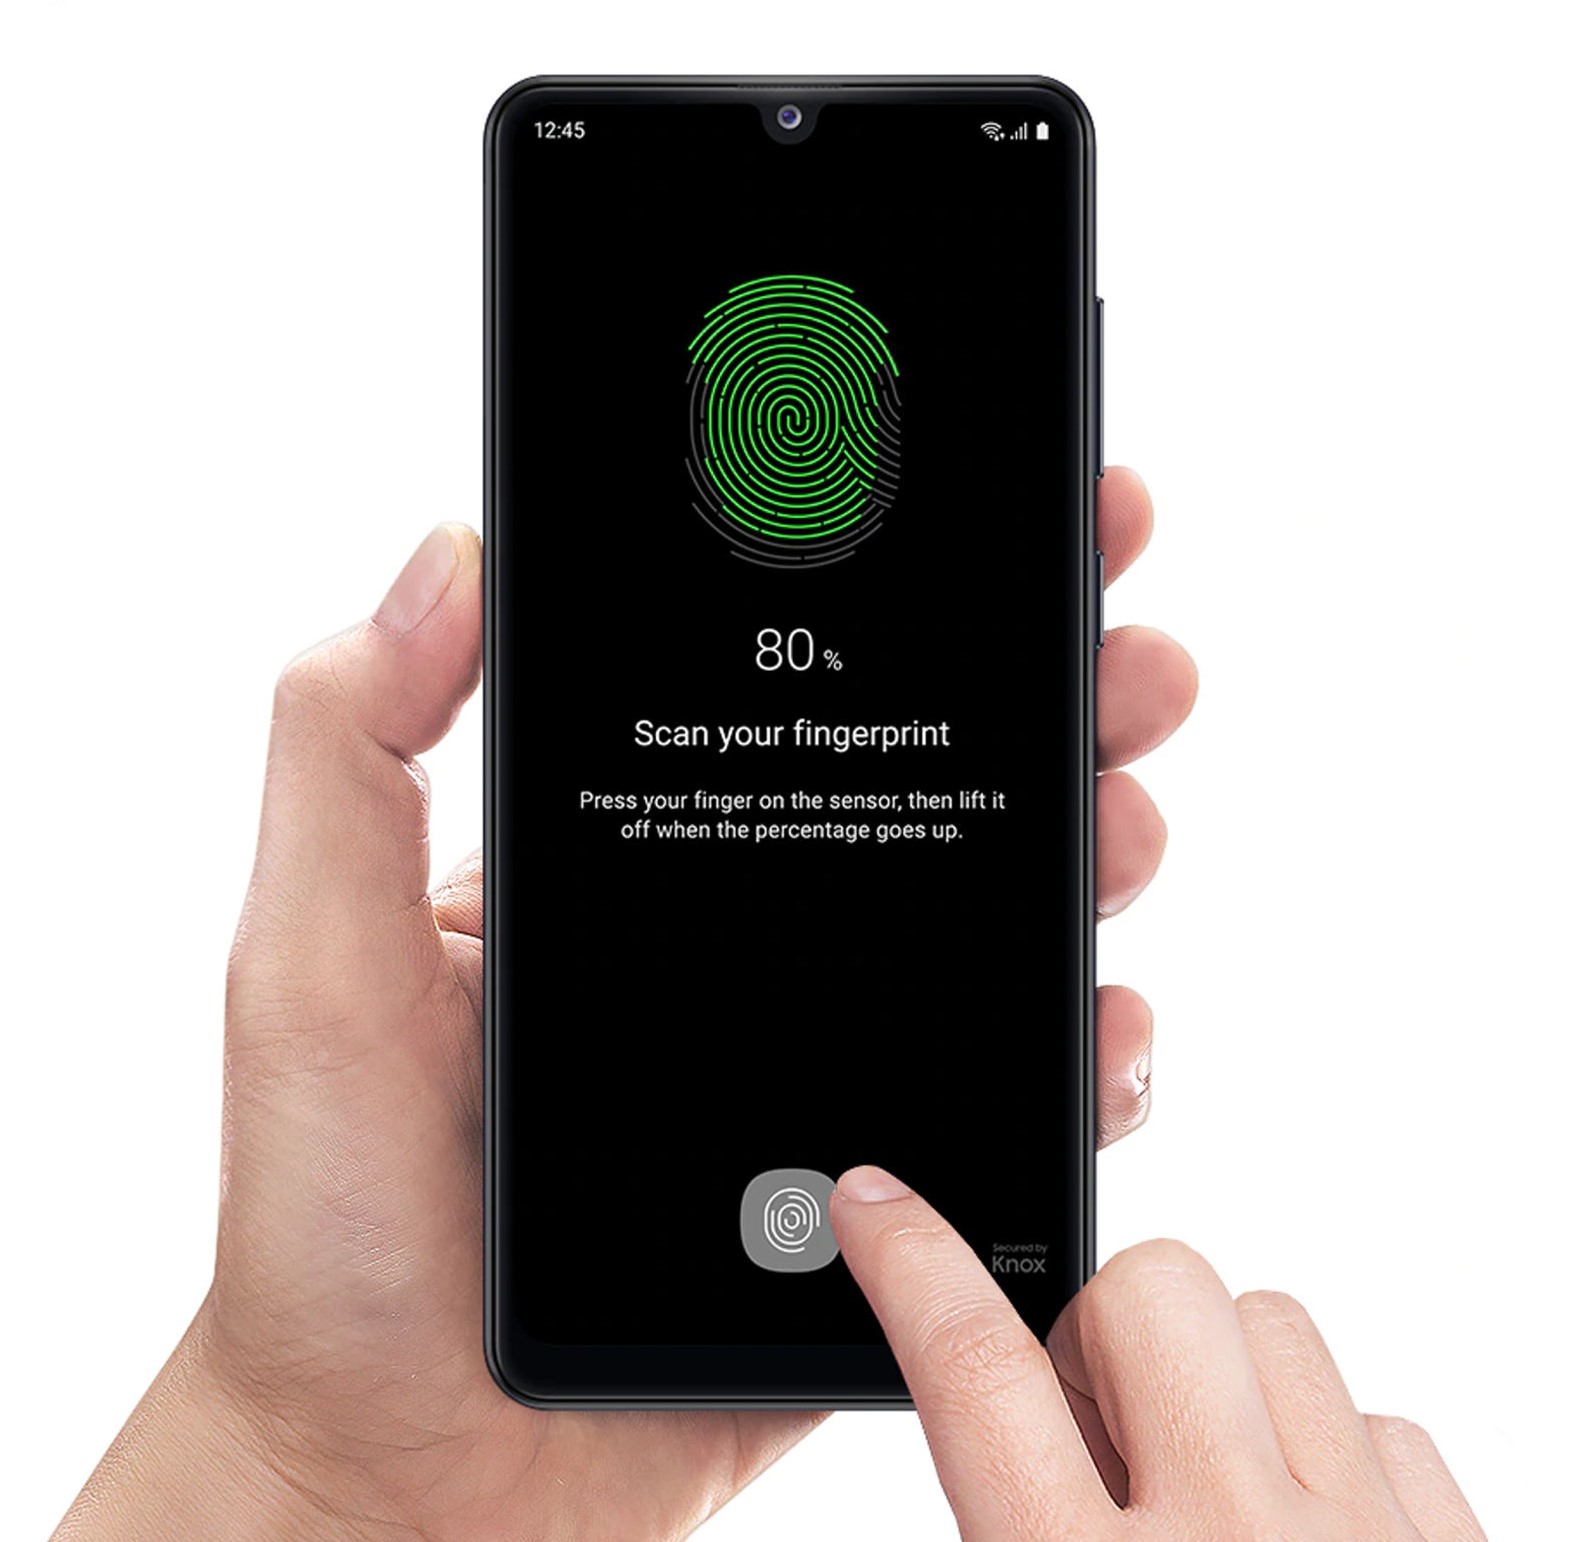 12:45
80 %
Scan your fingerprint
Press your finger on the sensor, then lift it
off when the percentage goes up.
Secured by
Knox